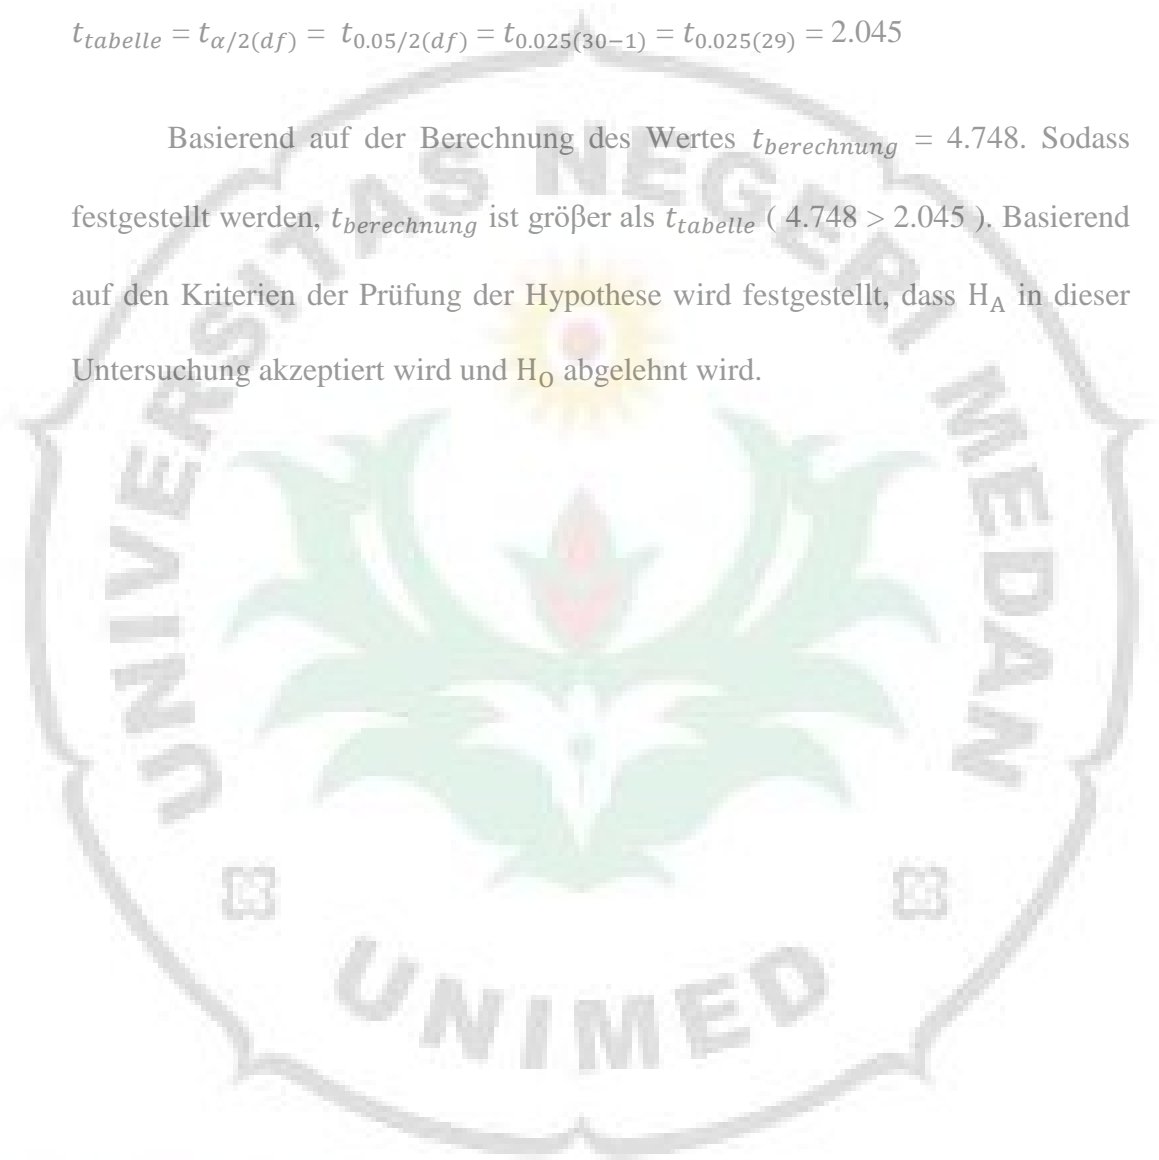 t_tabelle = t_α/2(df) = t_0.05/2(df) = t_0.025(30−1) = t_0.025(29) = 2.045
Basierend auf der Berechnung des Wertes t_berechnung = 4.748. Sodass
festgestellt werden, t_berechnung ist gröβer als t_tabelle ( 4.748 > 2.045 ). Basierend
auf den Kriterien der Prüfung der Hypothese wird festgestellt, dass H_A in dieser
Untersuchung akzeptiert wird und H_O abgelehnt wird.
UNIVERSITAS NEGERI MEDAN
UNIMED